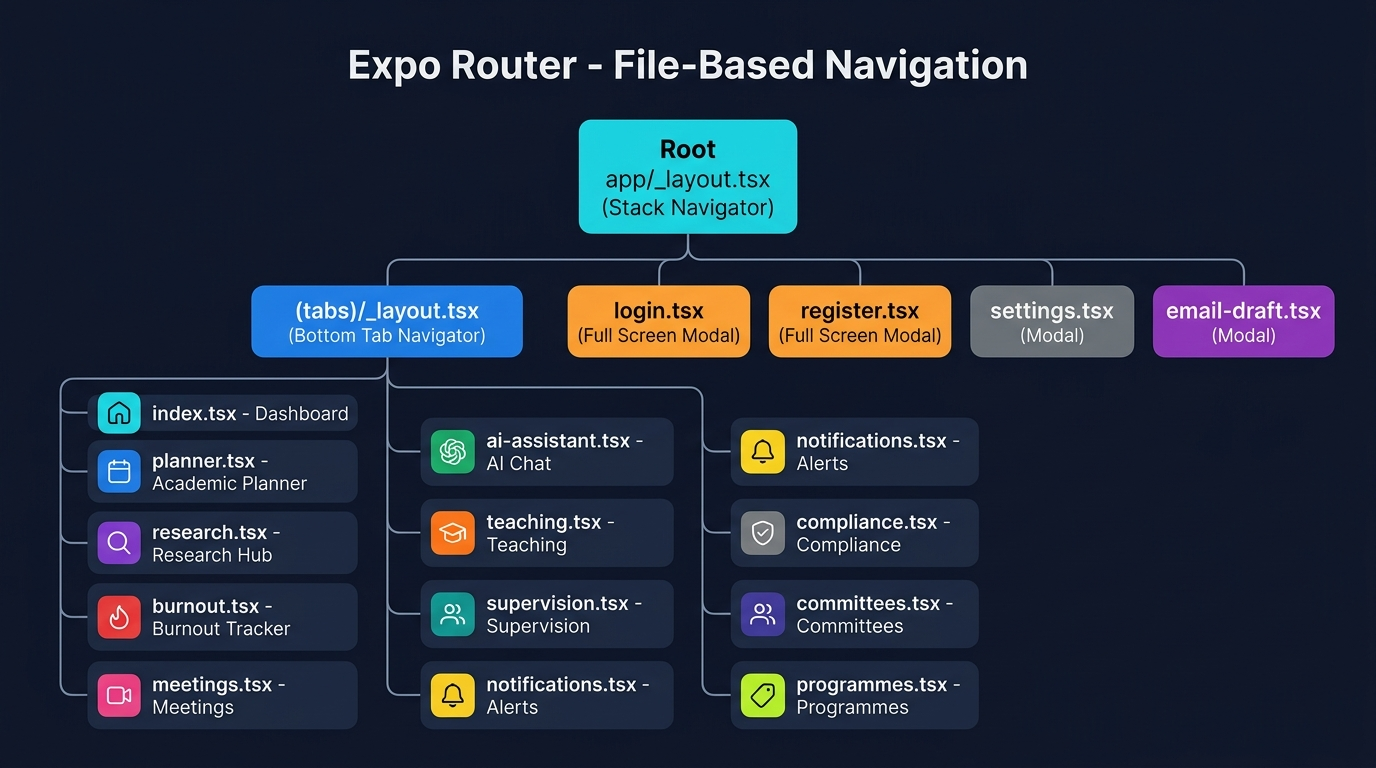 Expo Router - File-Based Navigation
Root
app/_layout.tsx
(Stack Navigator)
(tabs)/_layout.tsx
(Bottom Tab Navigator)
login.tsx
(Full Screen Modal)
register.tsx
(Full Screen Modal)
settings.tsx
(Modal)
email-draft.tsx
(Modal)
index.tsx - Dashboard
planner.tsx -
Academic Planner
research.tsx -
Research Hub
burnout.tsx -
Burnout Tracker
meetings.tsx -
Meetings
ai-assistant.tsx -
AI Chat
teaching.tsx -
Teaching
supervision.tsx -
Supervision
notifications.tsx -
Alerts
notifications.tsx -
Alerts
compliance.tsx -
Compliance
committees.tsx -
Committees
programmes.tsx -
Programmes